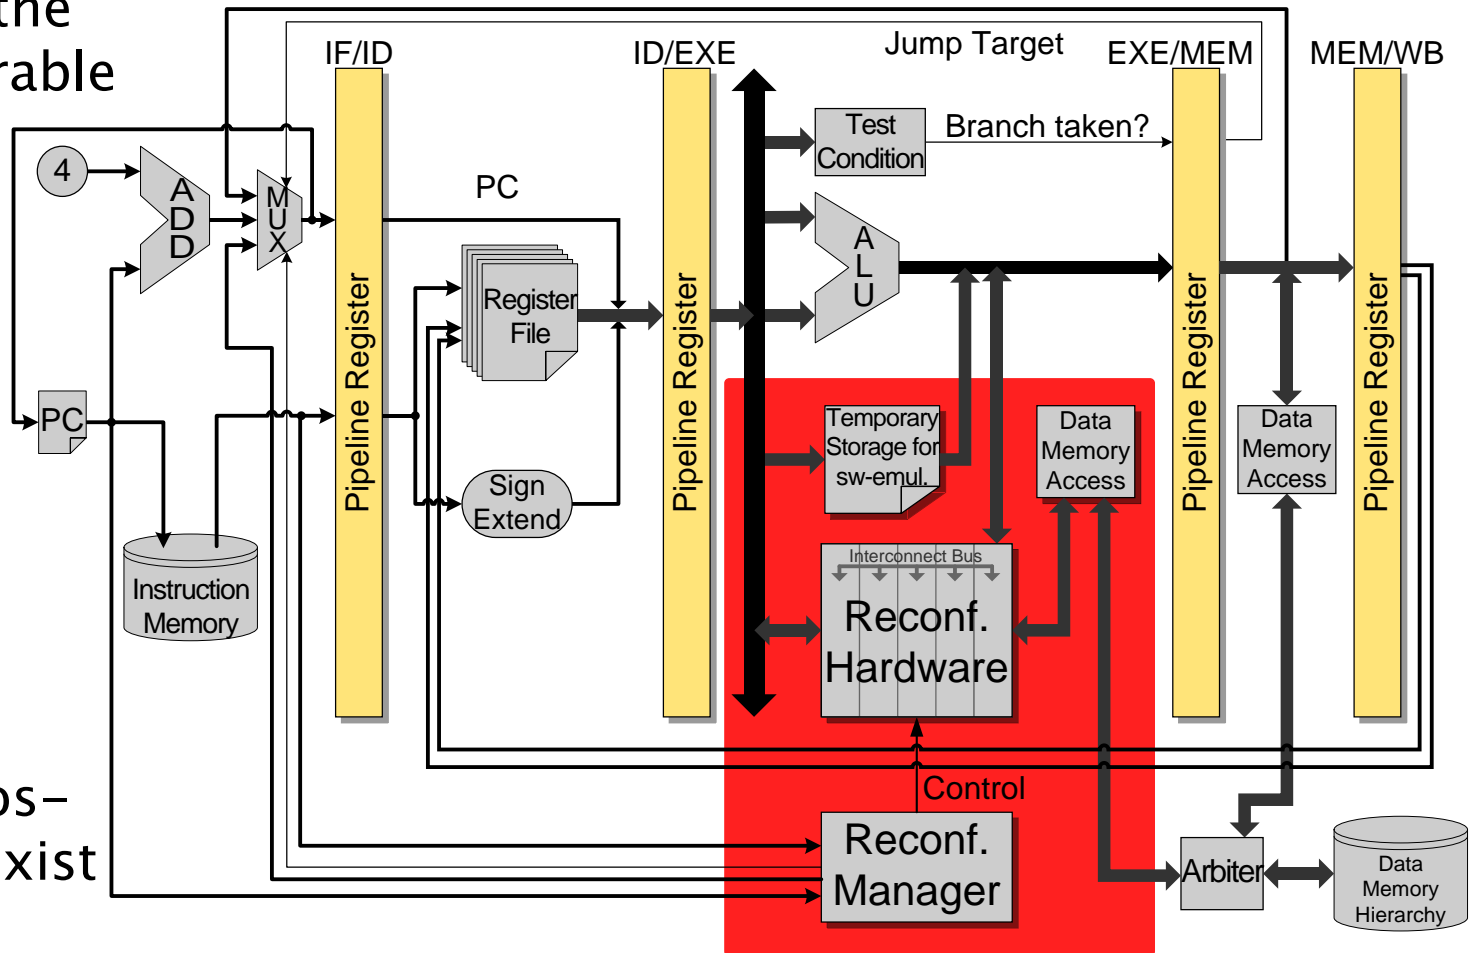 the
rable
IF/ID
ID/EXE
Jump Target
EXE/MEM
MEM/WB
4
ADD
MUX
PC
Test
Condition
Branch taken?
ALU
Register
File
Pipeline Register
Pipeline Register
Pipeline Register
Pipeline Register
PC
Sign
Extend
Instruction
Memory
Temporary
Storage for
sw-emul.
Data
Memory
Access
Data
Memory
Access
Interconnect Bus
Reconf.
Hardware
Control
os-
xist
Reconf.
Manager
Arbiter
Data
Memory
Hierarchy